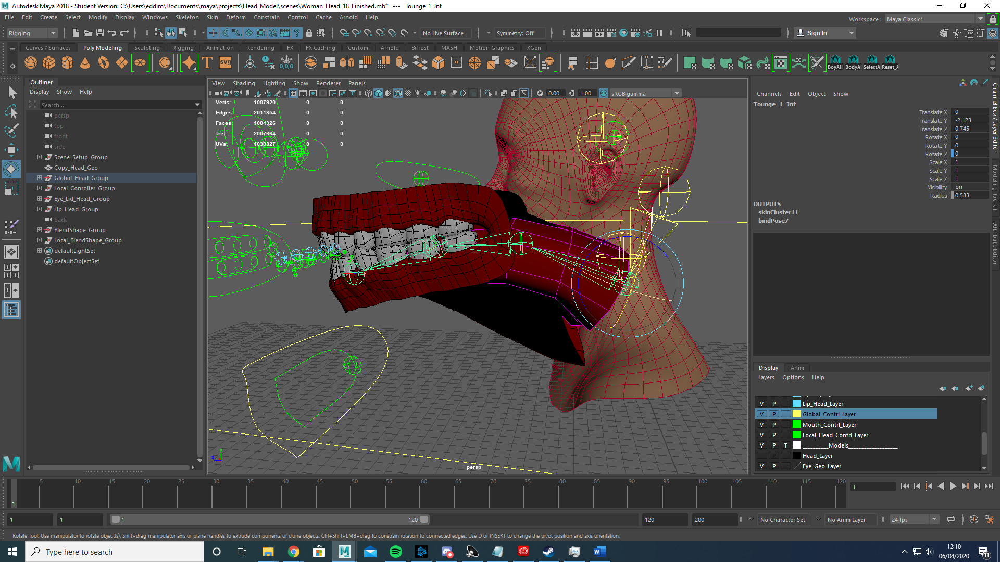 Autodesk Maya 2018 - Student Version: C:\Users\eddim\Documents\maya\projects\Head_Model\scenes\Woman_Head_18_Finished.mb* --- Tounge_1_Jnt
File Edit Create Select Modify Display Windows Skeleton Skin Deform Constrain Control Cache Arnold Help
Workspace : Maya Classic*
Rigging
No Live Surface
Symmetry: Off
Sign In
Curves / Surfaces Poly Modeling Sculpting Rigging Animation Rendering FX FX Caching Custom Arnold Bifrost MASH Motion Graphics XGen
T svg 0,0,0 BoyAll BodyAl SelectA Reset_A
Outliner
Display Show Help
Search...
persp
top
front
side
Scene_Setup_Group
Copy_Head_Geo
Global_Head_Group
Local_Conroller_Group
Eye_Lid_Head_Group
Lip_Head_Group
back
BlendShape_Group
Local_BlendShape_Group
defaultLightSet
defaultObjectSet
View Shading Lighting Show Renderer Panels
0.00 1.00 sRGB gamma
Verts: 1007920 0 0
Edges: 2011854 0 0
Faces: 1004326 0 0
Tris: 2007664 0 0
UVs: 1033827 0 0
y
z
persp
Channels Edit Object Show
Tounge_1_Jnt
Translate X 0
Translate Y -2.123
Translate Z 0.745
Rotate X 0
Rotate Y 0
Rotate Z 0
Scale X 1
Scale Y 1
Scale Z 1
Visibility on
Radius 0.583
OUTPUTS
skinCluster11
bindPose7
Channel Box / Layer Editor
Modeling Toolkit
Attribute Editor
Display Anim
Layers Options Help
V P Lip_Head_Layer
V P Global_Contrl_Layer
V P Mouth_Contrl_Layer
V P Local_Head_Contrl_Layer
V P T _________Models_________________
Head_Layer
V P Eye_Geo_Layer
5 10 15 20 25 30 35 40 45 50 55 60 65 70 75 80 85 90 95 100 105 110 115 120
1
1
1 1 1 120 120 200 No Character Set No Anim Layer 24 fps
Rotate Tool: Use manipulator to rotate object(s). Shift+drag manipulator axis or plane handles to extrude components or clone objects. Ctrl+Shift+LMB+drag to constrain rotation to connected edges. Use D or INSERT to change the pivot position and axis orientation.
Type here to search
12:10
06/04/2020
11